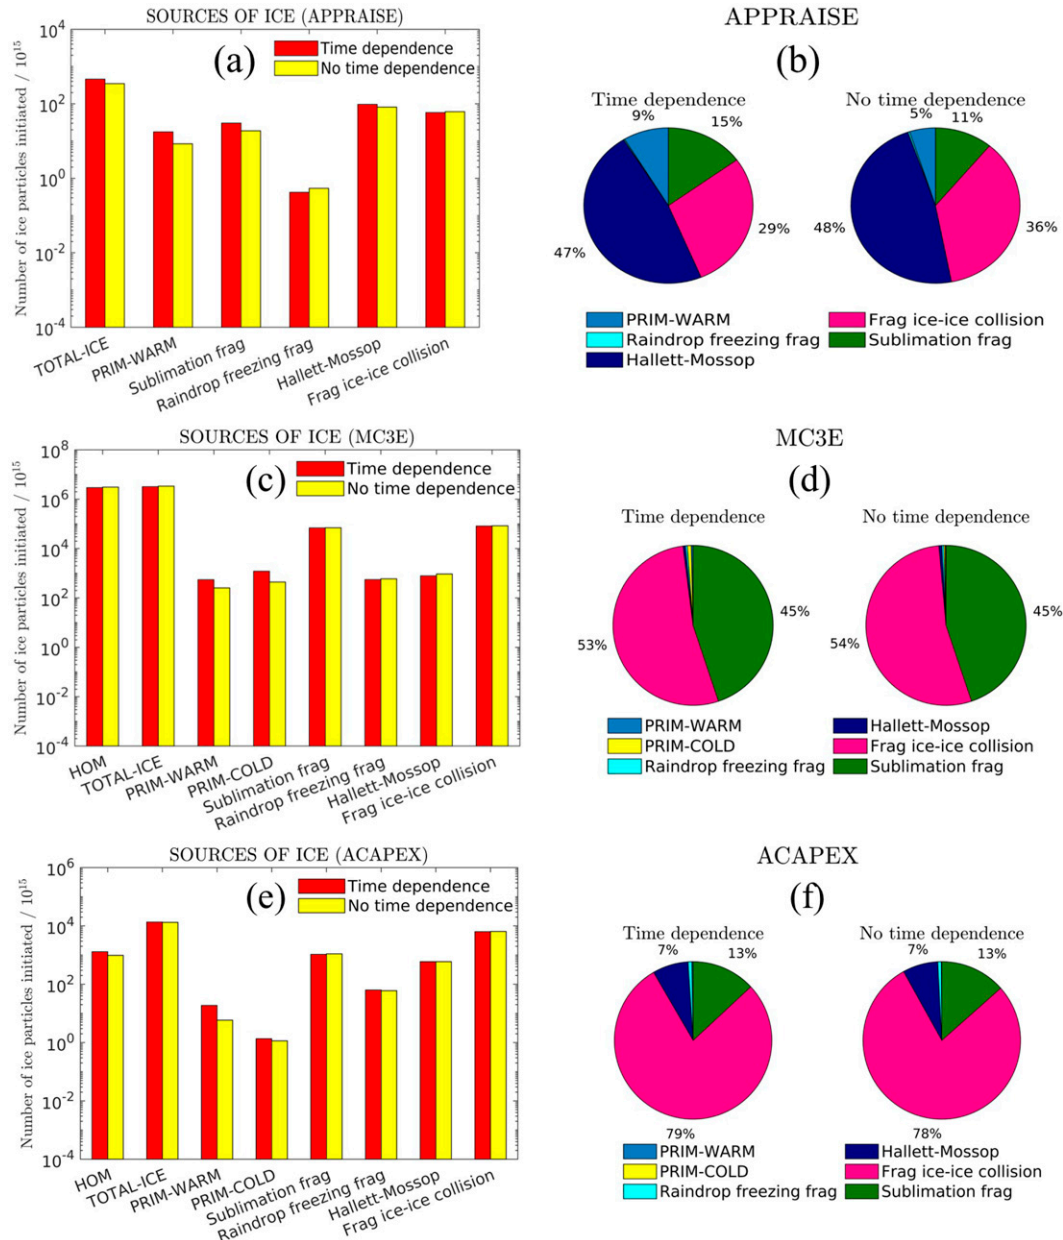 SOURCES OF ICE (APPRAISE)
Number of ice particles initiated / 10^15
10^4
10^2
10^0
10^-2
10^-4
(a)
Time dependence
No time dependence
TOTAL-ICE
PRIM-WARM
Sublimation frag
Raindrop freezing frag
Hallett-Mossop
Frag ice-ice collision
APPRAISE
(b)
Time dependence
9%
15%
29%
47%
No time dependence
5%
11%
36%
48%
PRIM-WARM
Raindrop freezing frag
Hallett-Mossop
Frag ice-ice collision
Sublimation frag
SOURCES OF ICE (MC3E)
Number of ice particles initiated / 10^15
10^8
10^6
10^4
10^2
10^0
10^-2
10^-4
(c)
Time dependence
No time dependence
HOM
TOTAL-ICE
PRIM-WARM
PRIM-COLD
Sublimation frag
Raindrop freezing frag
Hallett-Mossop
Frag ice-ice collision
MC3E
(d)
Time dependence
45%
53%
No time dependence
45%
54%
PRIM-WARM
PRIM-COLD
Raindrop freezing frag
Hallett-Mossop
Frag ice-ice collision
Sublimation frag
SOURCES OF ICE (ACAPEX)
Number of ice particles initiated / 10^15
10^6
10^4
10^2
10^0
10^-2
10^-4
(e)
Time dependence
No time dependence
HOM
TOTAL-ICE
PRIM-WARM
PRIM-COLD
Sublimation frag
Raindrop freezing frag
Hallett-Mossop
Frag ice-ice collision
ACAPEX
(f)
Time dependence
7%
13%
79%
No time dependence
7%
13%
78%
PRIM-WARM
PRIM-COLD
Raindrop freezing frag
Hallett-Mossop
Frag ice-ice collision
Sublimation frag